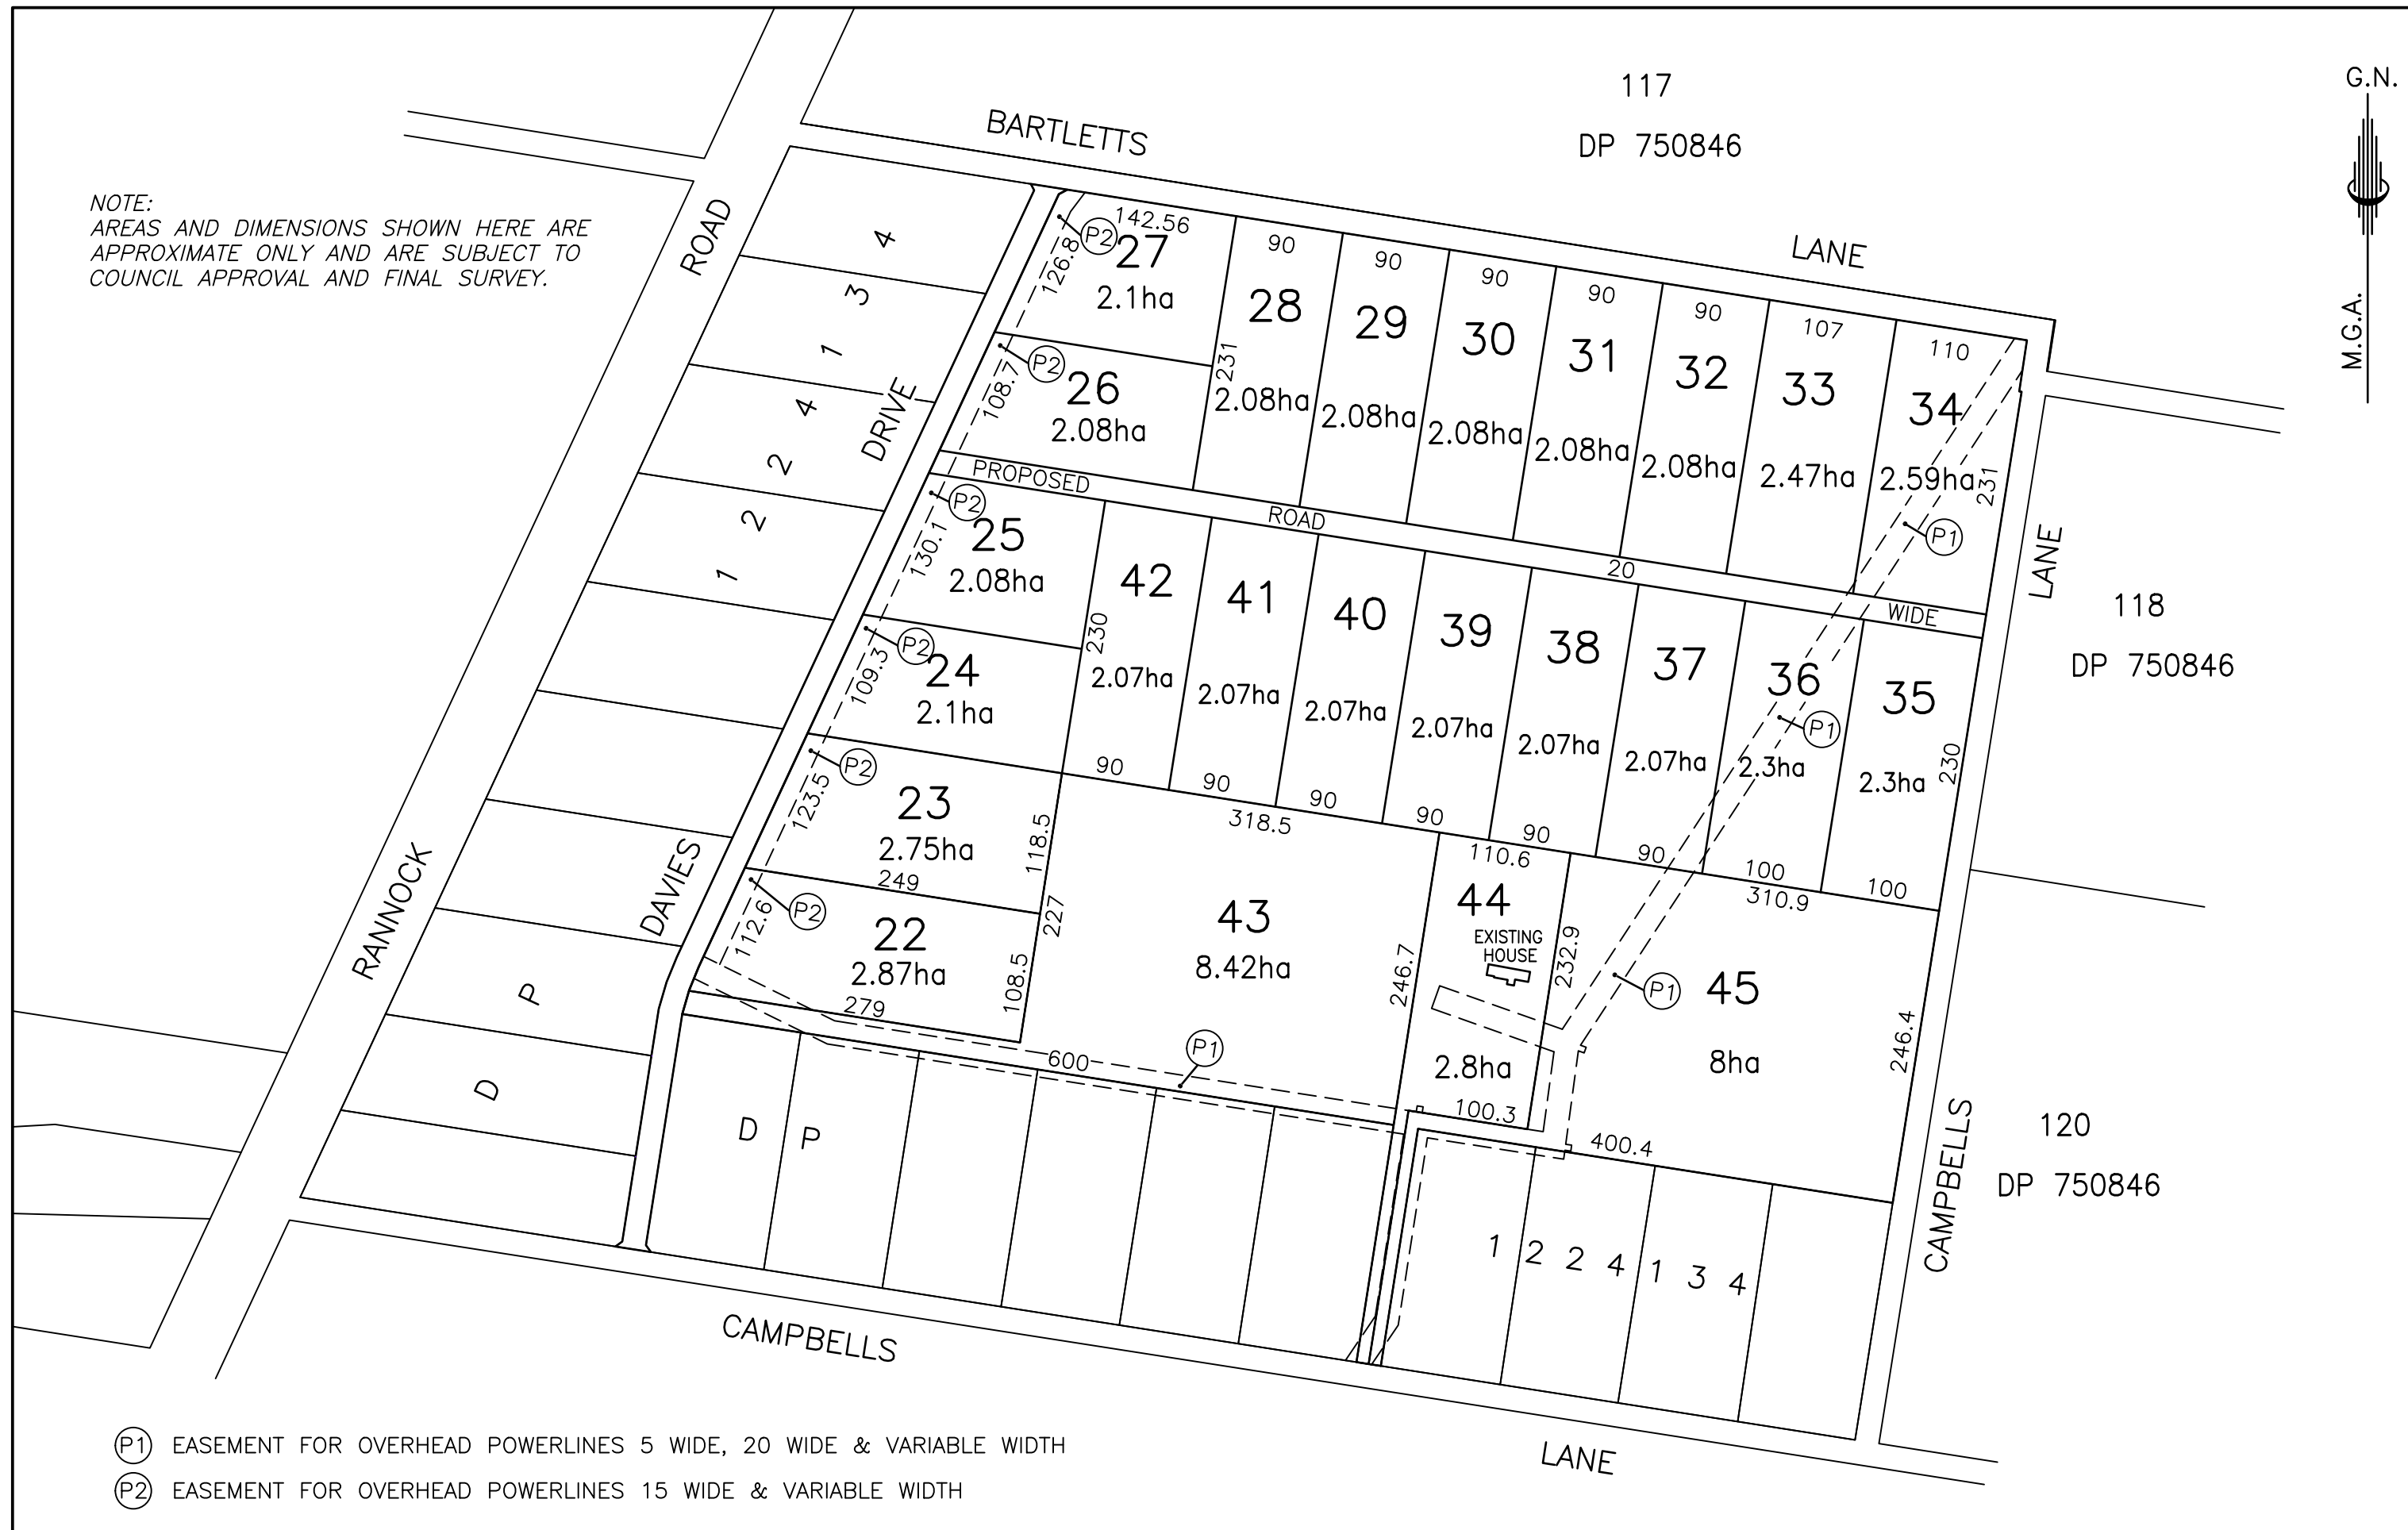 117
DP 750846
G.N.
M.G.A.
BARTLETTS
LANE
NOTE:
AREAS AND DIMENSIONS SHOWN HERE ARE
APPROXIMATE ONLY AND ARE SUBJECT TO
COUNCIL APPROVAL AND FINAL SURVEY.
ROAD
RANNOCK
DRIVE
DAVIES
D P 1 2 2 4 1 3 4
142.56
126.8
P2
27
2.1ha
108.7
P2
26
2.08ha
90
28
231
2.08ha
90
29
2.08ha
90
30
2.08ha
90
31
2.08ha
90
32
2.08ha
107
33
2.47ha
110
34
2.59ha
231
P1
PROPOSED
ROAD
20
WIDE
LANE
118
DP 750846
P2
130.1
25
2.08ha
P2
109.3
24
2.1ha
42
230
2.07ha
90
41
2.07ha
90
40
2.07ha
90
39
2.07ha
90
38
2.07ha
90
37
2.07ha
90
36
P1
2.3ha
100
35
2.3ha
230
100
P2
123.5
23
2.75ha
118.5
249
P2
112.6
22
2.87ha
108.5
279
227
318.5
43
8.42ha
246.7
P1
600
110.6
44
EXISTING
HOUSE
232.9
2.8ha
100.3
310.9
P1
45
8ha
246.4
400.4
120
DP 750846
CAMPBELLS
D P 1 2 2 4 1 3 4
CAMPBELLS
LANE
P1 EASEMENT FOR OVERHEAD POWERLINES 5 WIDE, 20 WIDE & VARIABLE WIDTH
P2 EASEMENT FOR OVERHEAD POWERLINES 15 WIDE & VARIABLE WIDTH